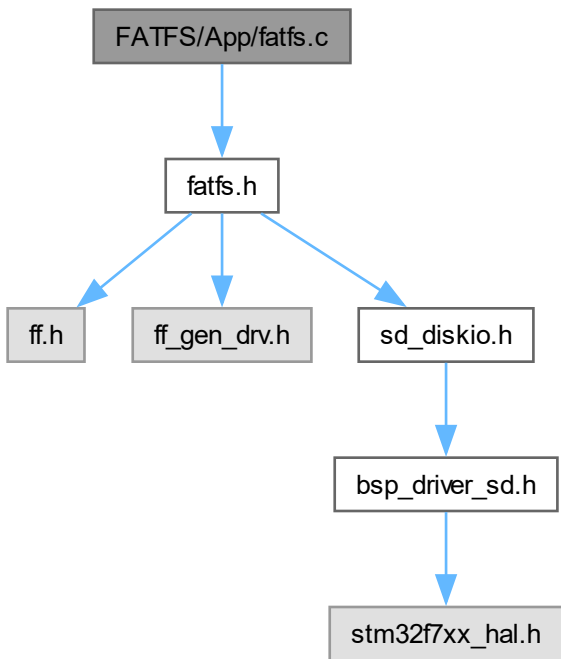 FATFS/App/fatfs.c
fatfs.h
ff.h
ff_gen_drv.h
sd_diskio.h
bsp_driver_sd.h
stm32f7xx_hal.h